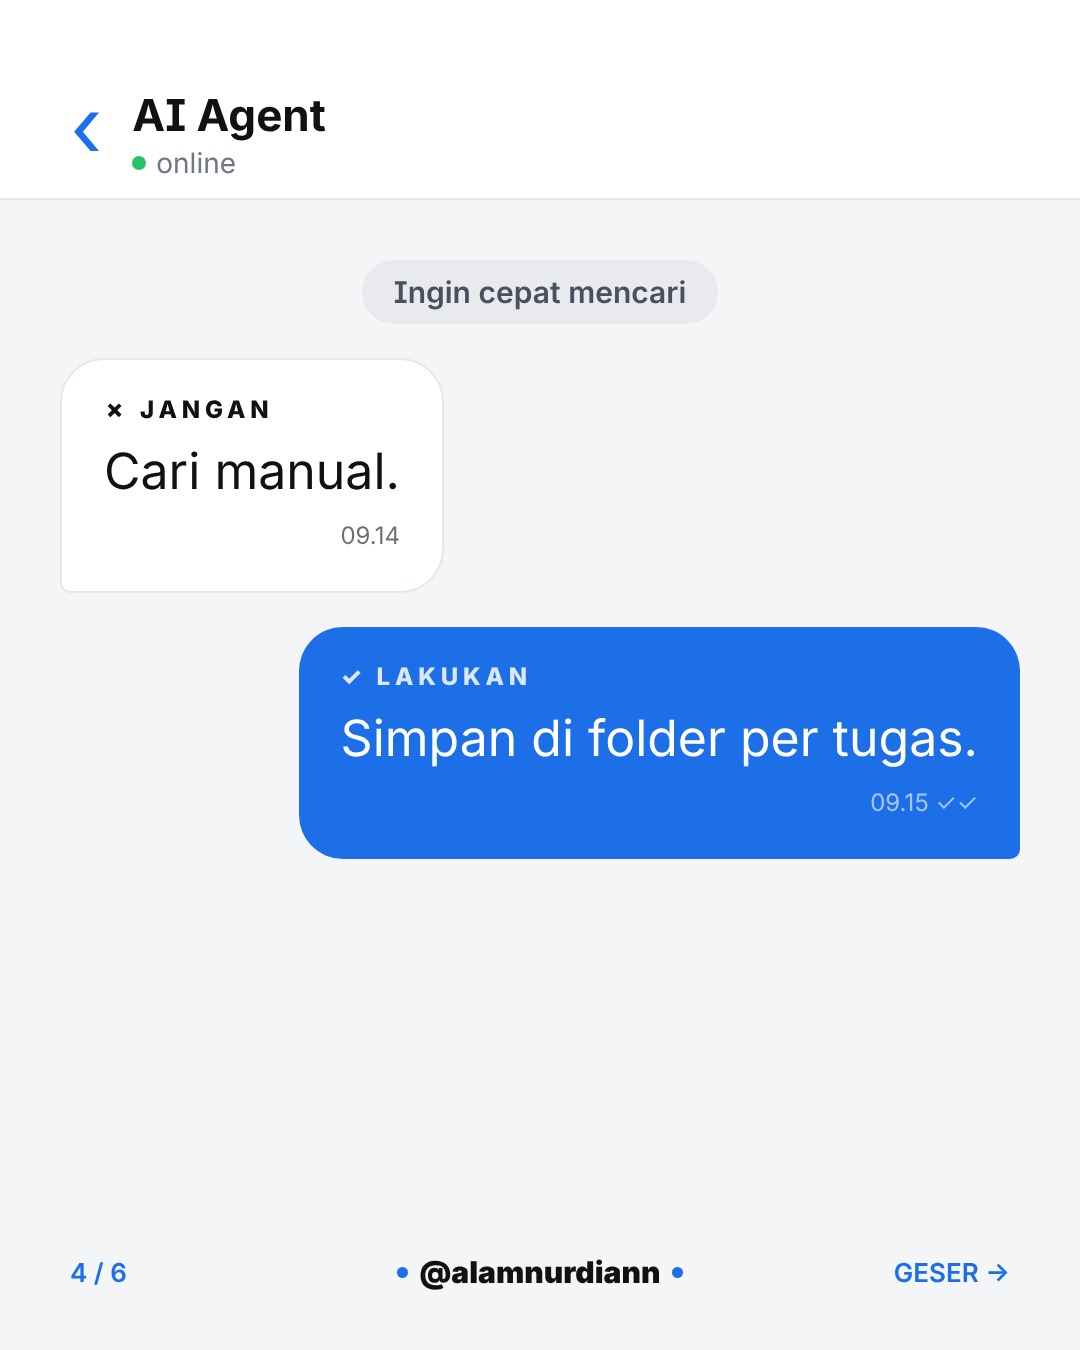 AI Agent
online
Ingin cepat mencari
× JANGAN
Cari manual.
09.14
✓ LAKUKAN
Simpan di folder per tugas.
09.15 ✓✓
4 / 6
• @alamnurdiann •
GESER →